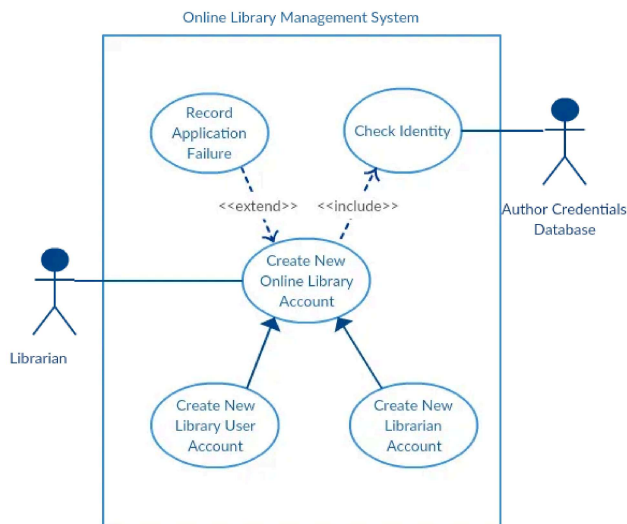 Online Library Management System
Record
Application
Failure
Check Identity
<<extend>>
<<include>>
Author Credentials
Database
Create New
Online Library
Account
Librarian
Create New
Library User
Account
Create New
Librarian
Account